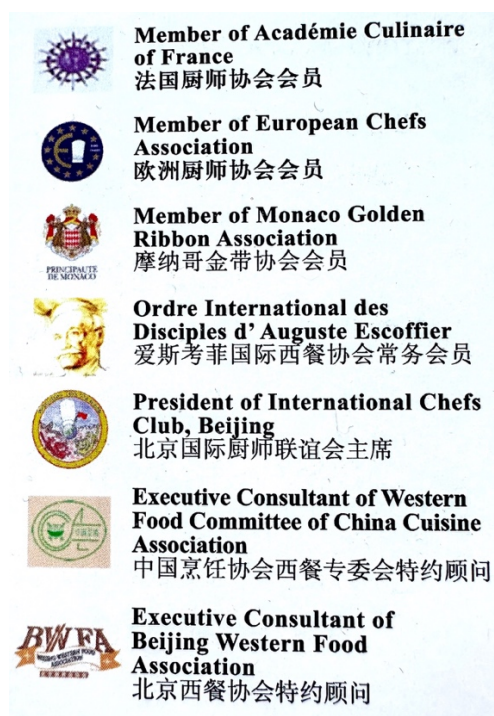 Member of Académie Culinaire
of France
法国厨师协会会员
Member of European Chefs
Association
欧洲厨师协会会员
Member of Monaco Golden
Ribbon Association
摩纳哥金带协会会员
PRINCIPAUTE
DE MONACO
Ordre International des
Disciples d' Auguste Escoffier
爱斯考菲国际西餐协会常务会员
President of International Chefs
Club, Beijing
北京国际厨师联谊会主席
Executive Consultant of Western
Food Committee of China Cuisine
Association
中国烹饪协会西餐专委会特约顾问
BWFA
BEIJING WESTERN FOOD
ASSOCIATION
Executive Consultant of
Beijing Western Food
Association
北京西餐协会特约顾问